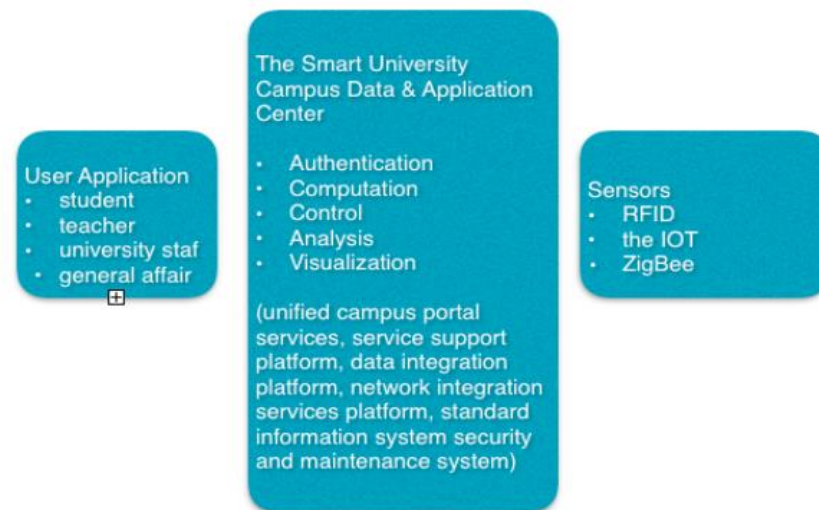 User Application
• student
• teacher
• university staf
• general affair
The Smart University
Campus Data & Application
Center
• Authentication
• Computation
• Control
• Analysis
• Visualization
(unified campus portal
services, service support
platform, data integration
platform, network integration
services platform, standard
information system security
and maintenance system)
Sensors
• RFID
• the IOT
• ZigBee